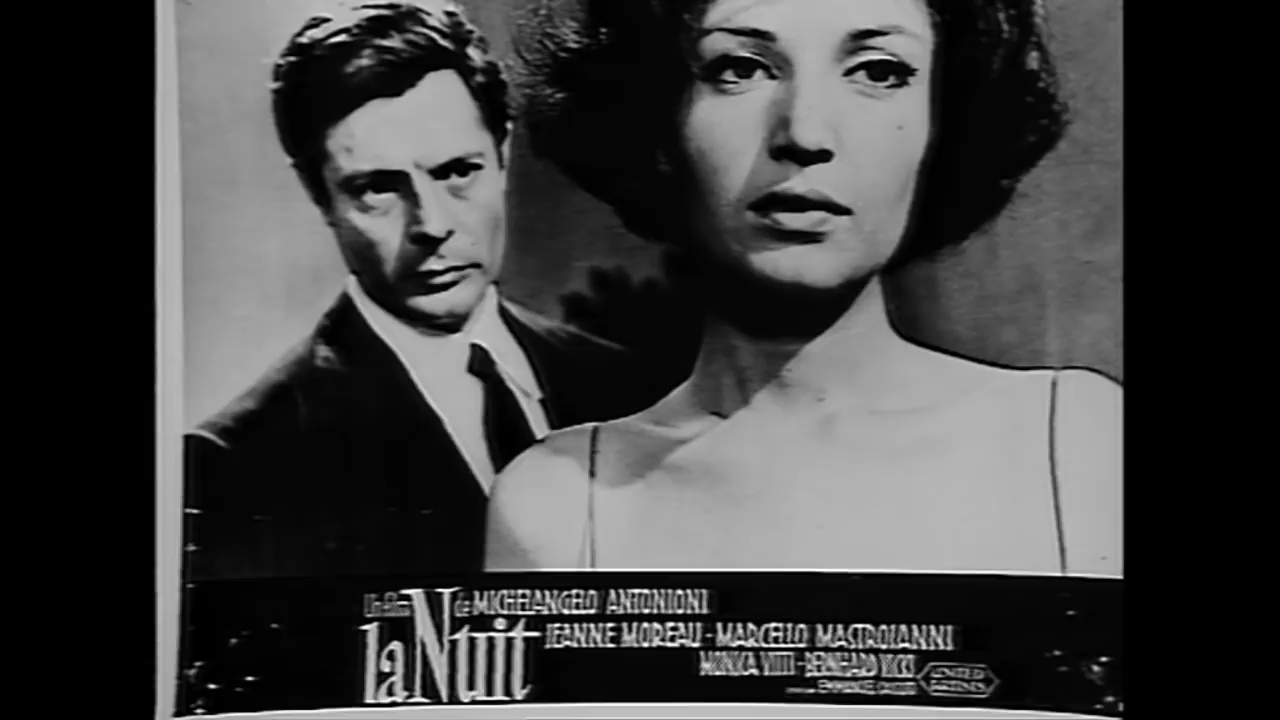 Un film de MICHELANGELO ANTONIONI
la Nuit
JEANNE MOREAU - MARCELLO MASTROIANNI
MONICA VITTI - BERNHARD WICKI
UNITED
ARTISTS